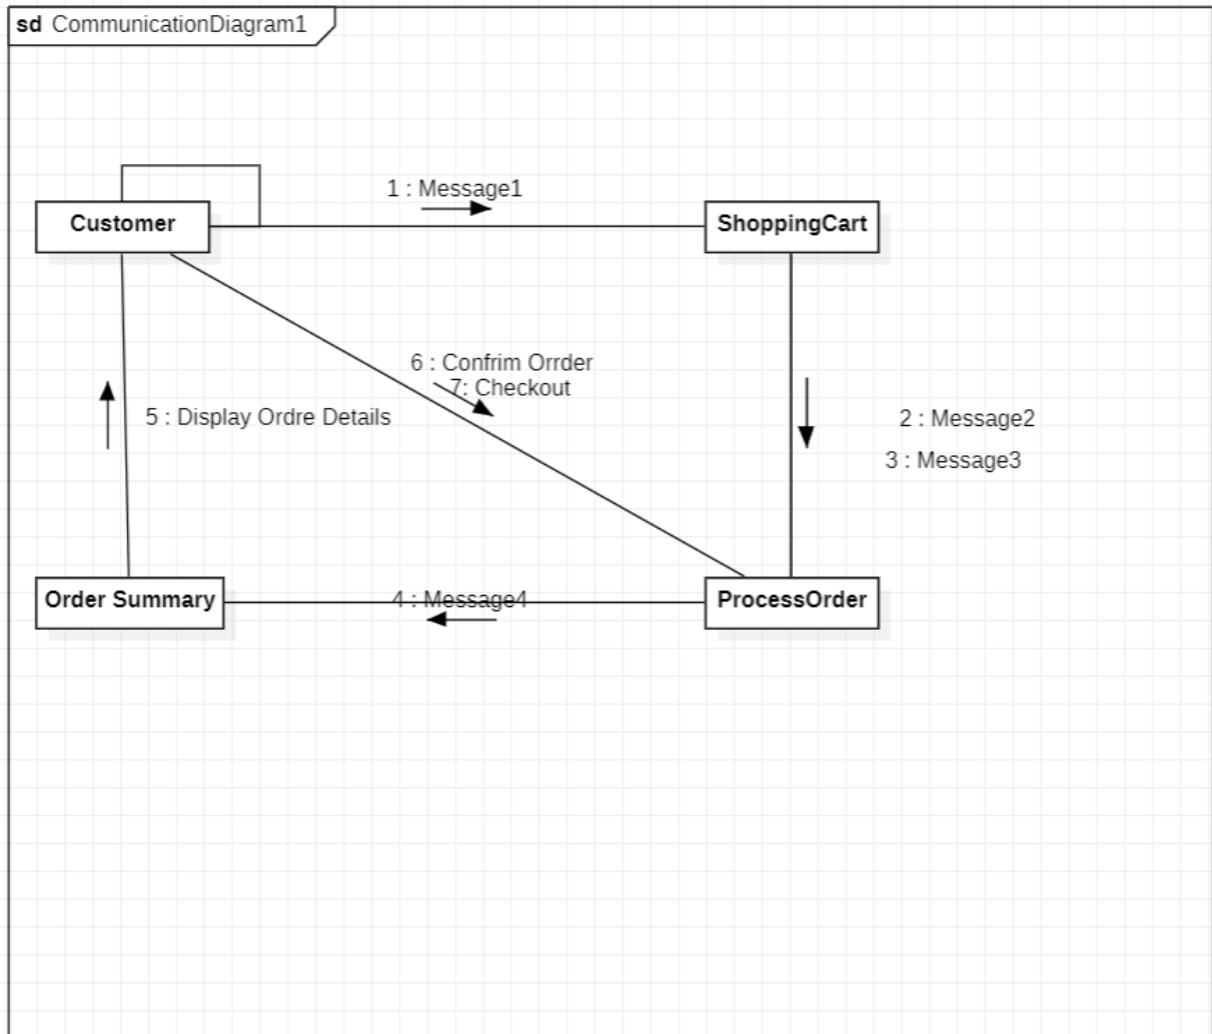 sd CommunicationDiagram1
1 : Message1
Customer
ShoppingCart
6 : Confrim Orrder
7: Checkout
5 : Display Ordre Details
2 : Message2
3 : Message3
Order Summary
4 : Message4
ProcessOrder